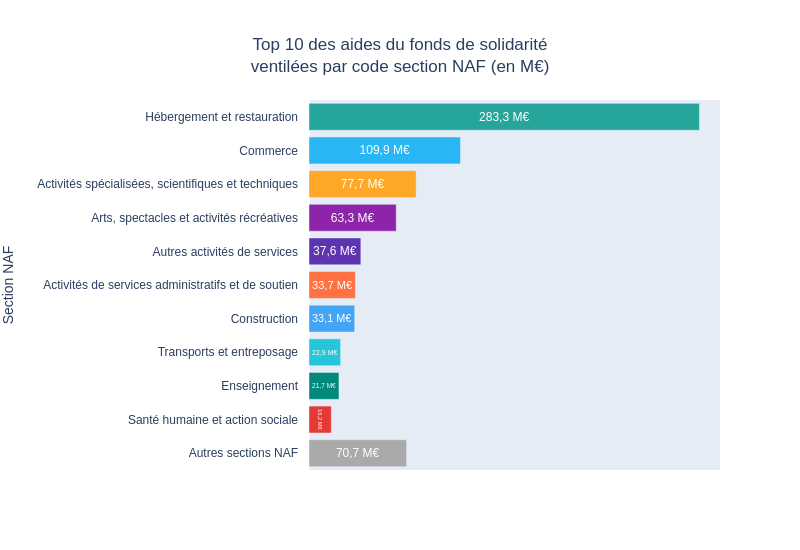 Top 10 des aides du fonds de solidarité
ventilées par code section NAF (en M€)
Section NAF
Hébergement et restauration 283,3 M€
Commerce 109,9 M€
Activités spécialisées, scientifiques et techniques 77,7 M€
Arts, spectacles et activités récréatives 63,3 M€
Autres activités de services 37,6 M€
Activités de services administratifs et de soutien 33,7 M€
Construction 33,1 M€
Transports et entreposage 22,9 M€
Enseignement 21,7 M€
Santé humaine et action sociale 16,2 M€
Autres sections NAF 70,7 M€